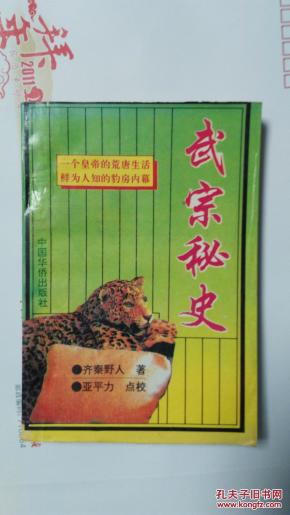 武宗秘史
一个皇帝的荒唐生活
鲜为人知的豹房内幕
中国华侨出版社
●齐秦野人 著
●亚平力 点校
2011
孔夫子旧书网